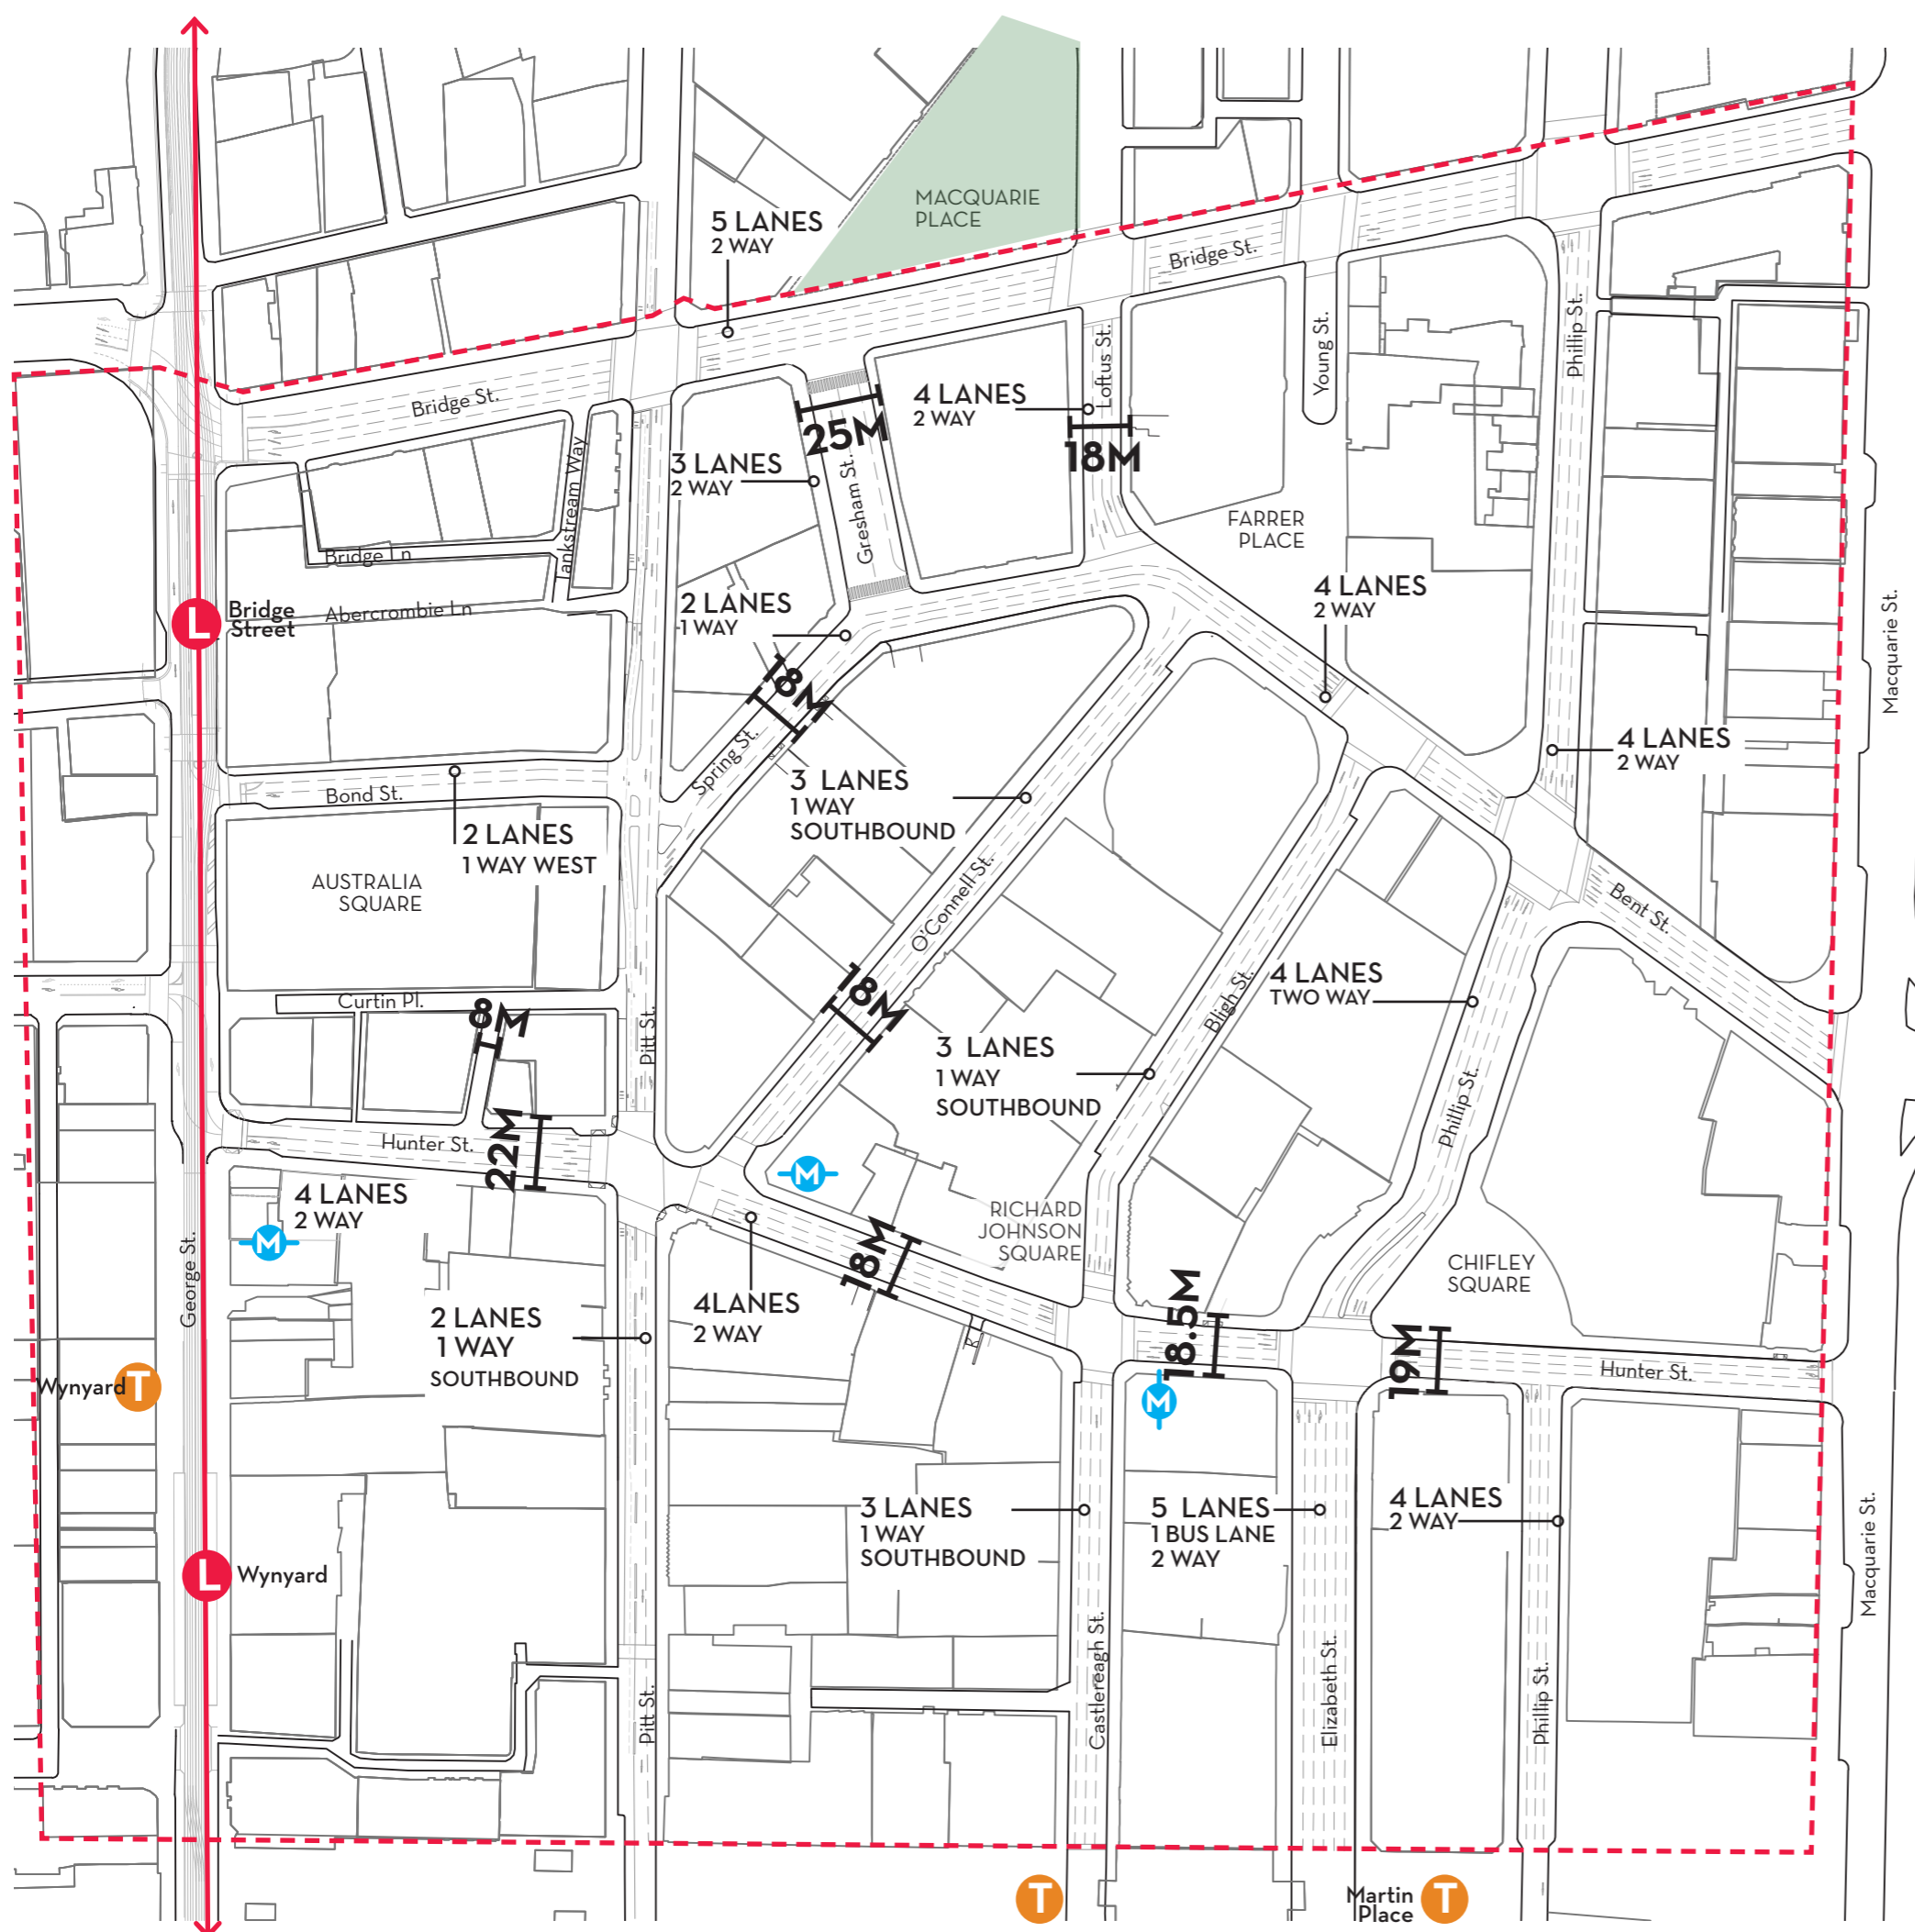 MACQUARIE
PLACE
5 LANES
2 WAY
Bridge St.
Bridge St.
Loftus St.
Young St.
Phillip St.
4 LANES
2 WAY
25M
18M
3 LANES
2 WAY
Gresham St.
Tankstream Way
FARRER
PLACE
Bridge Ln
Abercrombie Ln
L
Bridge
Street
2 LANES
1 WAY
4 LANES
2 WAY
Macquarie St.
18M
Spring St.
4 LANES
2 WAY
3 LANES
1 WAY
SOUTHBOUND
Bond St.
2 LANES
1 WAY WEST
AUSTRALIA
SQUARE
O'Connell St.
Bent St.
Curtin Pl.
8M
Pitt St.
18M
Bligh St.
4 LANES
TWO WAY
3 LANES
1 WAY
SOUTHBOUND
Phillip St.
Hunter St.
22M
M
4 LANES
2 WAY
M
George St.
18M
RICHARD
JOHNSON
SQUARE
CHIFLEY
SQUARE
2 LANES
1 WAY
SOUTHBOUND
4LANES
2 WAY
18.5M
19M
Hunter St.
Wynyard
T
M
3 LANES
1 WAY
SOUTHBOUND
5 LANES
1 BUS LANE
2 WAY
4 LANES
2 WAY
L
Wynyard
Macquarie St.
Pitt St.
Castlereagh St.
Elizabeth St.
Phillip St.
T
Martin
Place
T